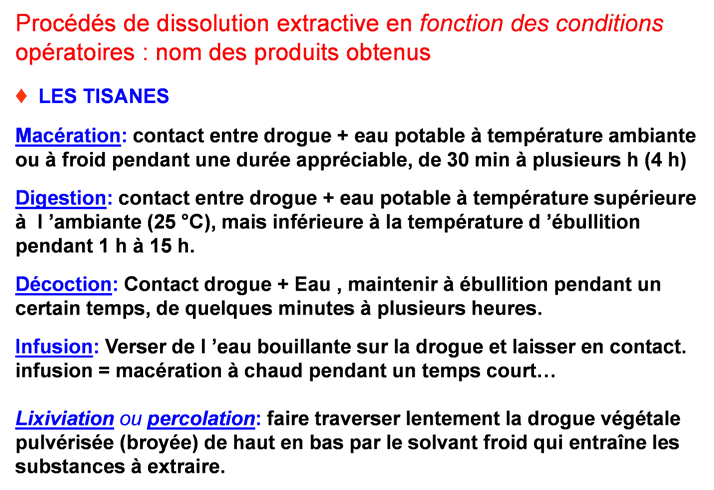 Procédés de dissolution extractive en fonction des conditions
opératoires : nom des produits obtenus
♦ LES TISANES
Macération: contact entre drogue + eau potable à température ambiante
ou à froid pendant une durée appréciable, de 30 min à plusieurs h (4 h)
Digestion: contact entre drogue + eau potable à température supérieure
à l ’ambiante (25 °C), mais inférieure à la température d ’ébullition
pendant 1 h à 15 h.
Décoction: Contact drogue + Eau , maintenir à ébullition pendant un
certain temps, de quelques minutes à plusieurs heures.
Infusion: Verser de l ’eau bouillante sur la drogue et laisser en contact.
infusion = macération à chaud pendant un temps court…
Lixiviation ou percolation: faire traverser lentement la drogue végétale
pulvérisée (broyée) de haut en bas par le solvant froid qui entraîne les
substances à extraire.